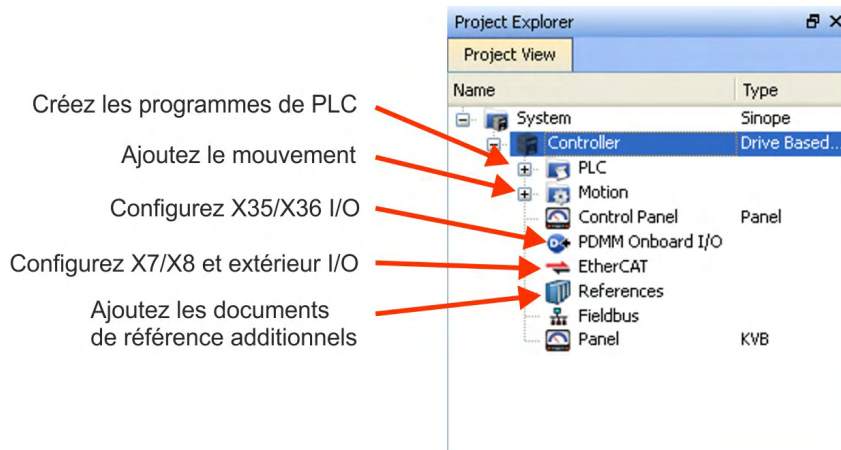 Project Explorer
Project View
Name Type
System Sinope
Controller Drive Based...
PLC
Motion
Control Panel Panel
PDMM Onboard I/O
EtherCAT
References
Fieldbus
Panel KVB
Créez les programmes de PLC
Ajoutez le mouvement
Configurez X35/X36 I/O
Configurez X7/X8 et extérieur I/O
Ajoutez les documents
de référence additionnels